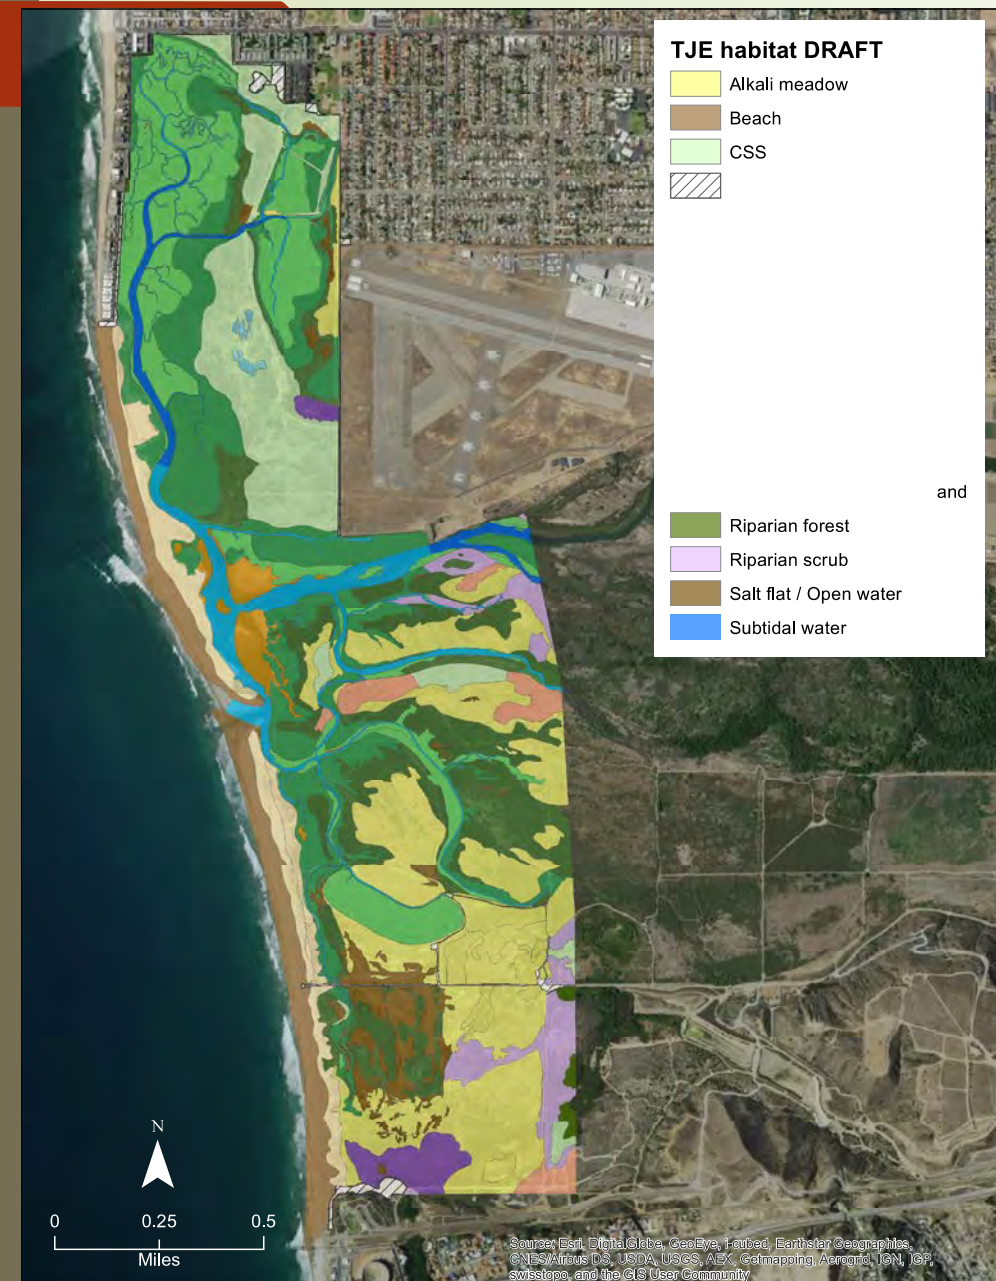 TJE habitat DRAFT
Alkali meadow
Beach
CSS
and
Riparian forest
Riparian scrub
Salt flat / Open water
Subtidal water
N
0 0.25 0.5
Miles
Source: Esri, DigitalGlobe, GeoEye, i-cubed, Earthstar Geographics,
CNES/Airbus DS, USDA, USGS, AEX, Getmapping, Aerogrid, IGN, IGP,
swisstopo, and the GIS User Community